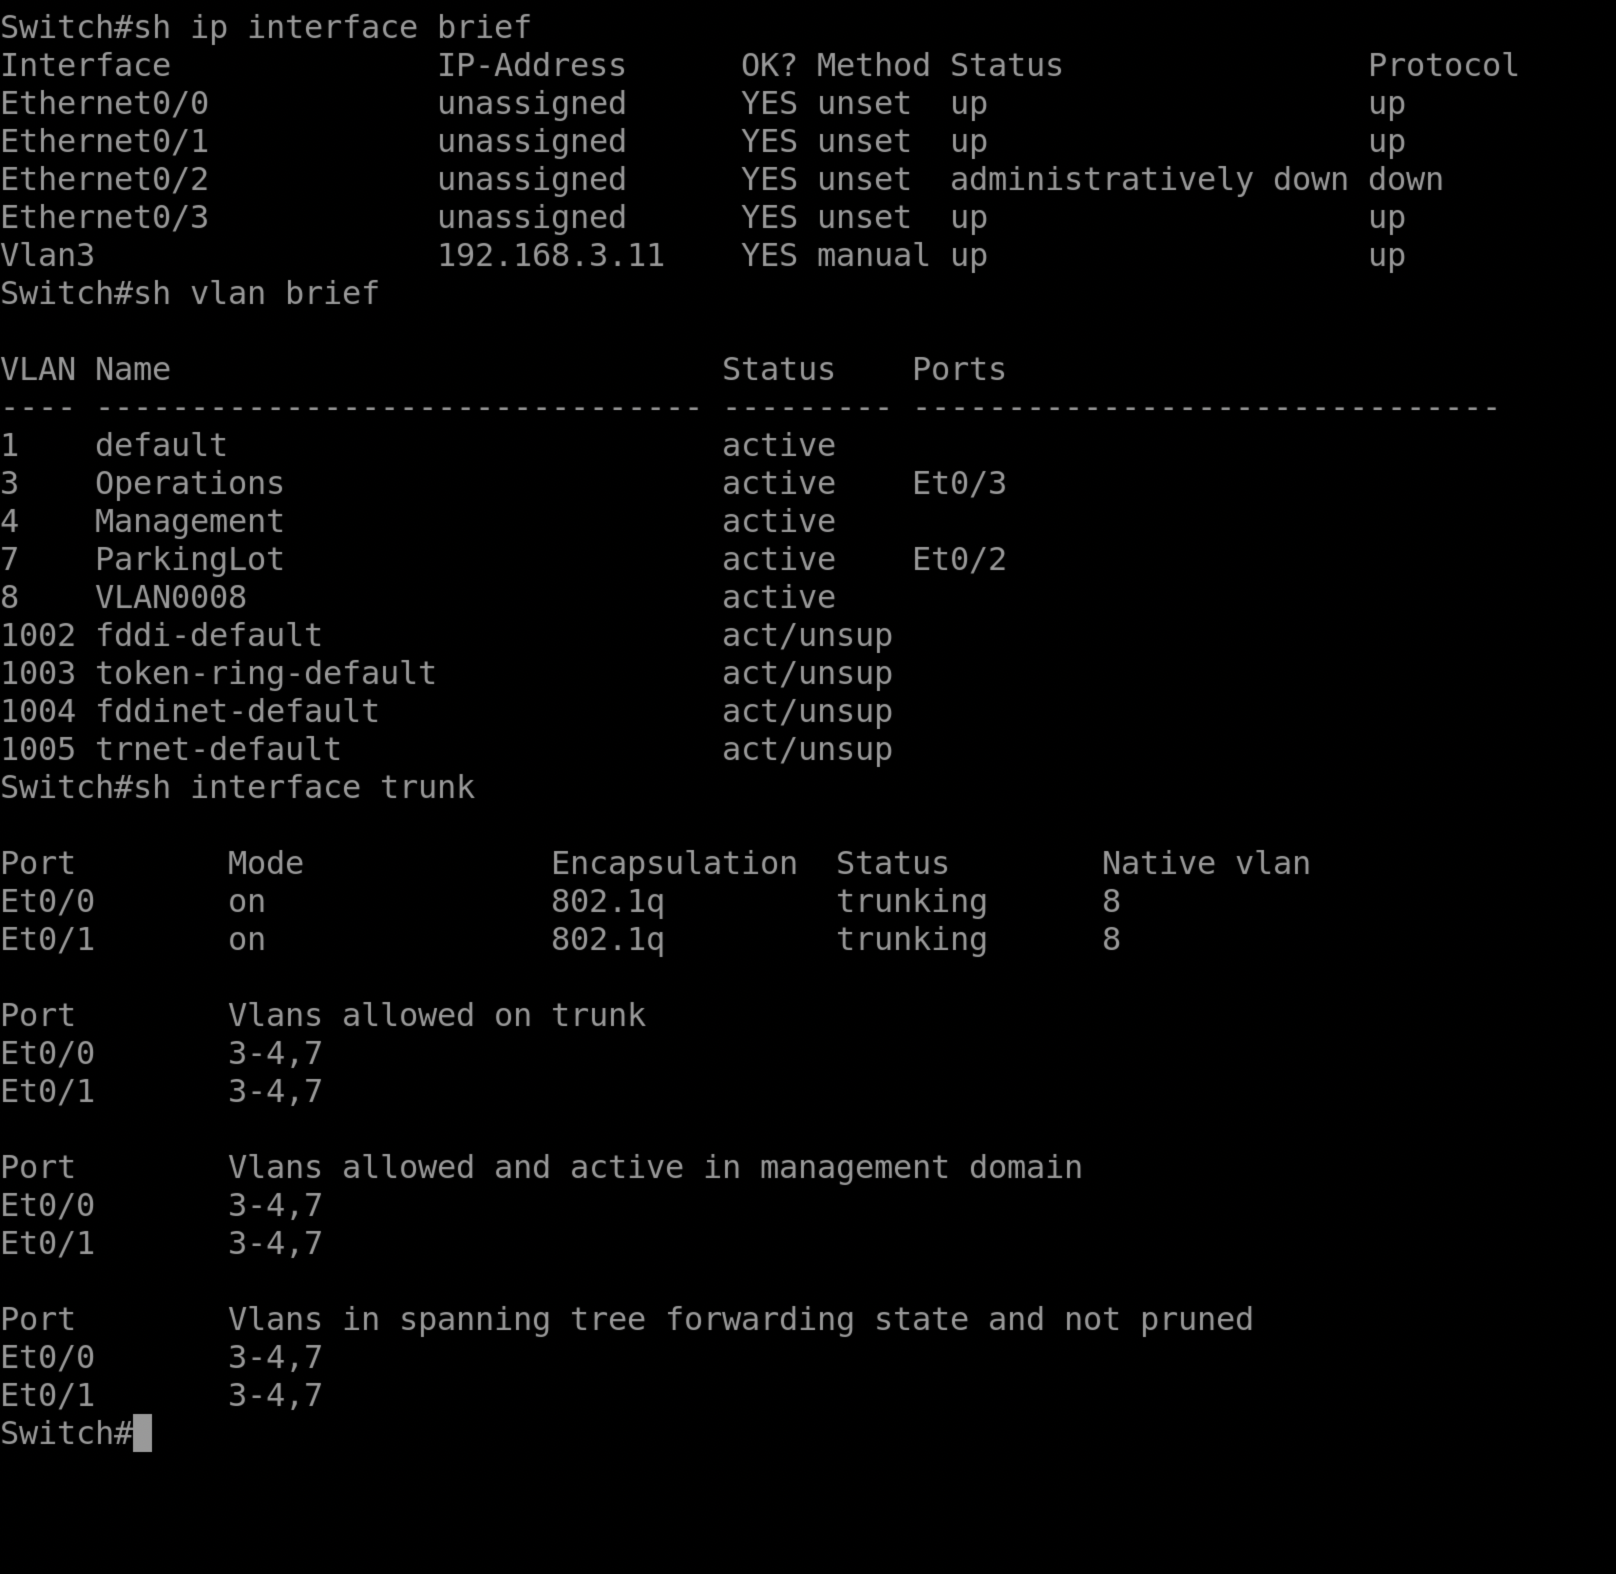 Switch#sh ip interface brief
Interface              IP-Address      OK? Method Status                Protocol
Ethernet0/0            unassigned      YES unset  up                    up
Ethernet0/1            unassigned      YES unset  up                    up
Ethernet0/2            unassigned      YES unset  administratively down down
Ethernet0/3            unassigned      YES unset  up                    up
Vlan3                  192.168.3.11    YES manual up                    up
Switch#sh vlan brief

VLAN Name                             Status    Ports
---- -------------------------------- --------- -------------------------------
1    default                          active
3    Operations                       active    Et0/3
4    Management                       active
7    ParkingLot                       active    Et0/2
8    VLAN0008                         active
1002 fddi-default                     act/unsup
1003 token-ring-default               act/unsup
1004 fddinet-default                  act/unsup
1005 trnet-default                    act/unsup
Switch#sh interface trunk

Port        Mode             Encapsulation  Status        Native vlan
Et0/0       on               802.1q         trunking      8
Et0/1       on               802.1q         trunking      8

Port        Vlans allowed on trunk
Et0/0       3-4,7
Et0/1       3-4,7

Port        Vlans allowed and active in management domain
Et0/0       3-4,7
Et0/1       3-4,7

Port        Vlans in spanning tree forwarding state and not pruned
Et0/0       3-4,7
Et0/1       3-4,7
Switch#